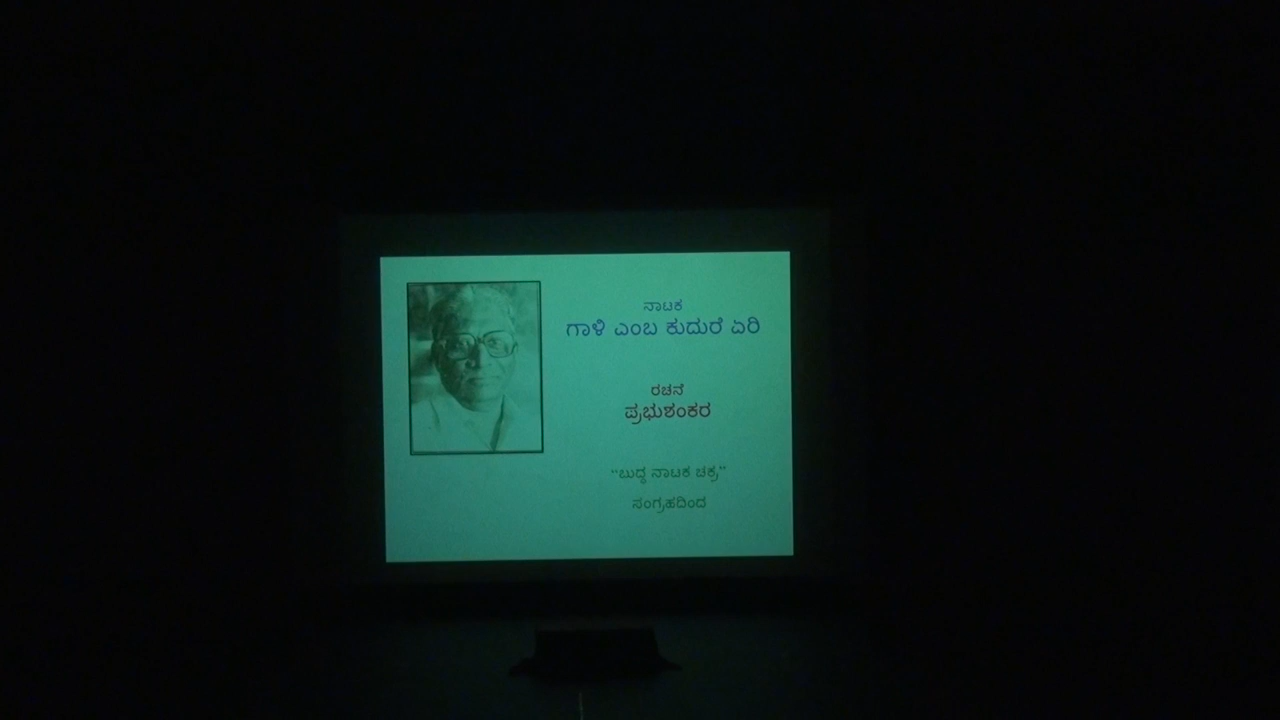 ನಾಟಕ
ಗಾಳಿ ಎಂಬ ಕುದುರೆ ಏರಿ
ರಚನೆ
ಪ್ರಭುಶಂಕರ
“ಬುದ್ಧ ನಾಟಕ ಚಕ್ರ”
ಸಂಗ್ರಹದಿಂದ